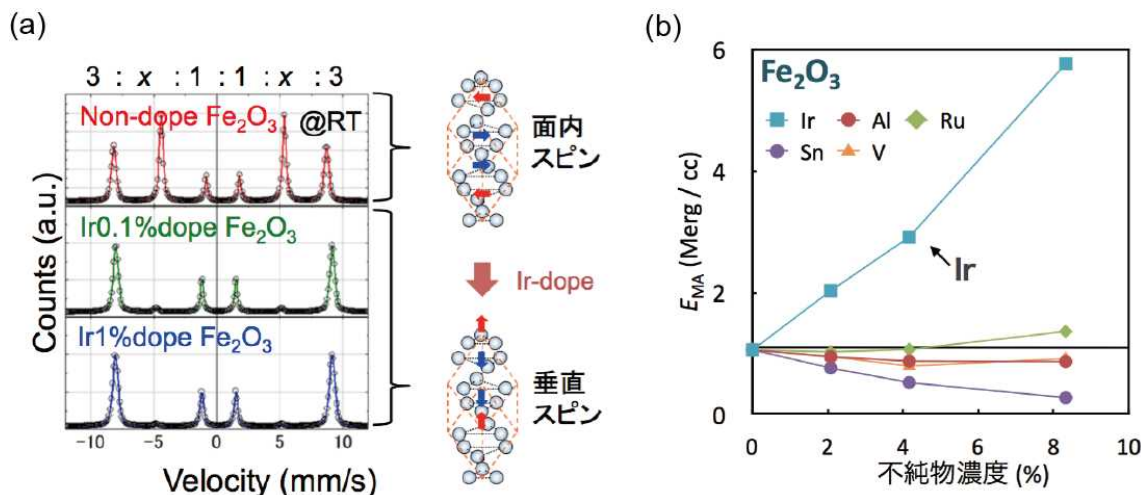 (a)
3 : x : 1 : 1 : x : 3
Non-dope Fe₂O₃
@RT
Ir0.1%dope Fe₂O₃
Ir1%dope Fe₂O₃
Counts (a.u.)
-10 -5 0 5 10
Velocity (mm/s)
面内
スピン
Ir-dope
垂直
スピン
(b)
Fe₂O₃
Ir Al Ru
Sn V
Ir
E_MA (Merg / cc)
6
4
2
0
0 2 4 6 8 10
不純物濃度 (%)